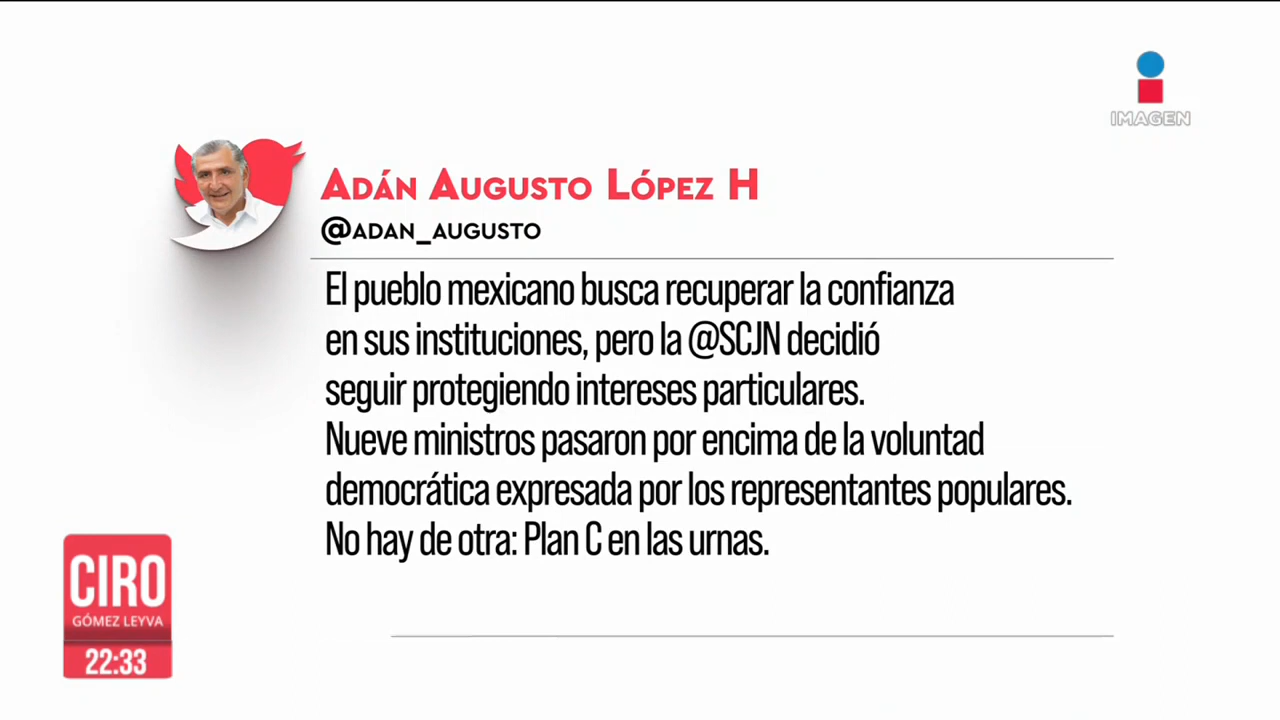 IMAGEN
ADÁN AUGUSTO LÓPEZ H
@ADAN_AUGUSTO
El pueblo mexicano busca recuperar la confianza
en sus instituciones, pero la @SCJN decidió
seguir protegiendo intereses particulares.
Nueve ministros pasaron por encima de la voluntad
democrática expresada por los representantes populares.
No hay de otra: Plan C en las urnas.
CIRO
GÓMEZ LEYVA
22:33